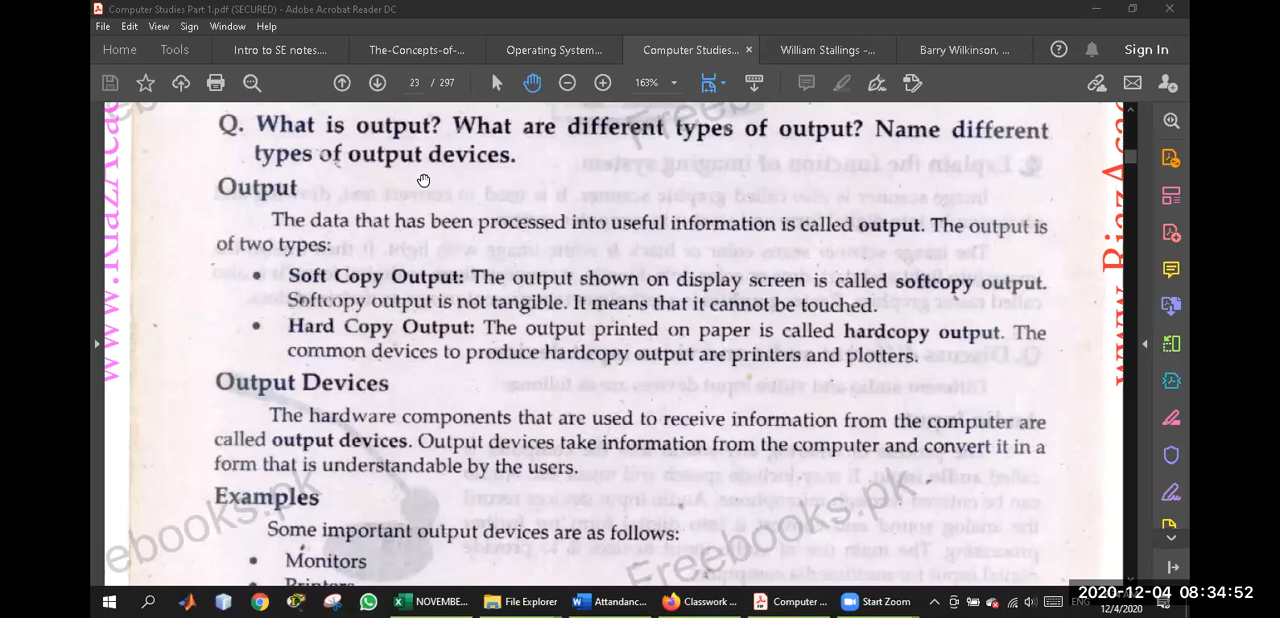 Computer Studies Part 1.pdf (SECURED) - Adobe Acrobat Reader DC
File Edit View Sign Window Help
Home Tools Intro to SE notes.... The-Concepts-of-... Operating System... Computer Studies... × William Stallings -... Barry Wilkinson, ... Sign In
23 / 297 163%
Q. What is output? What are different types of output? Name different
types of output devices.
Output
The data that has been processed into useful information is called output. The output is
of two types:
• Soft Copy Output: The output shown on display screen is called softcopy output.
Softcopy output is not tangible. It means that it cannot be touched.
• Hard Copy Output: The output printed on paper is called hardcopy output. The
common devices to produce hardcopy output are printers and plotters.
Output Devices
The hardware components that are used to receive information from the computer are
called output devices. Output devices take information from the computer and convert it in a
form that is understandable by the users.
Examples
Some important output devices are as follows:
• Monitors
• Printers
ebooks.pk
Freebooks.pk
NOVEMBE... File Explorer Attandanc... Classwork ... Computer ... Start Zoom ENG
2020-12-04 08:34:52
12/4/2020